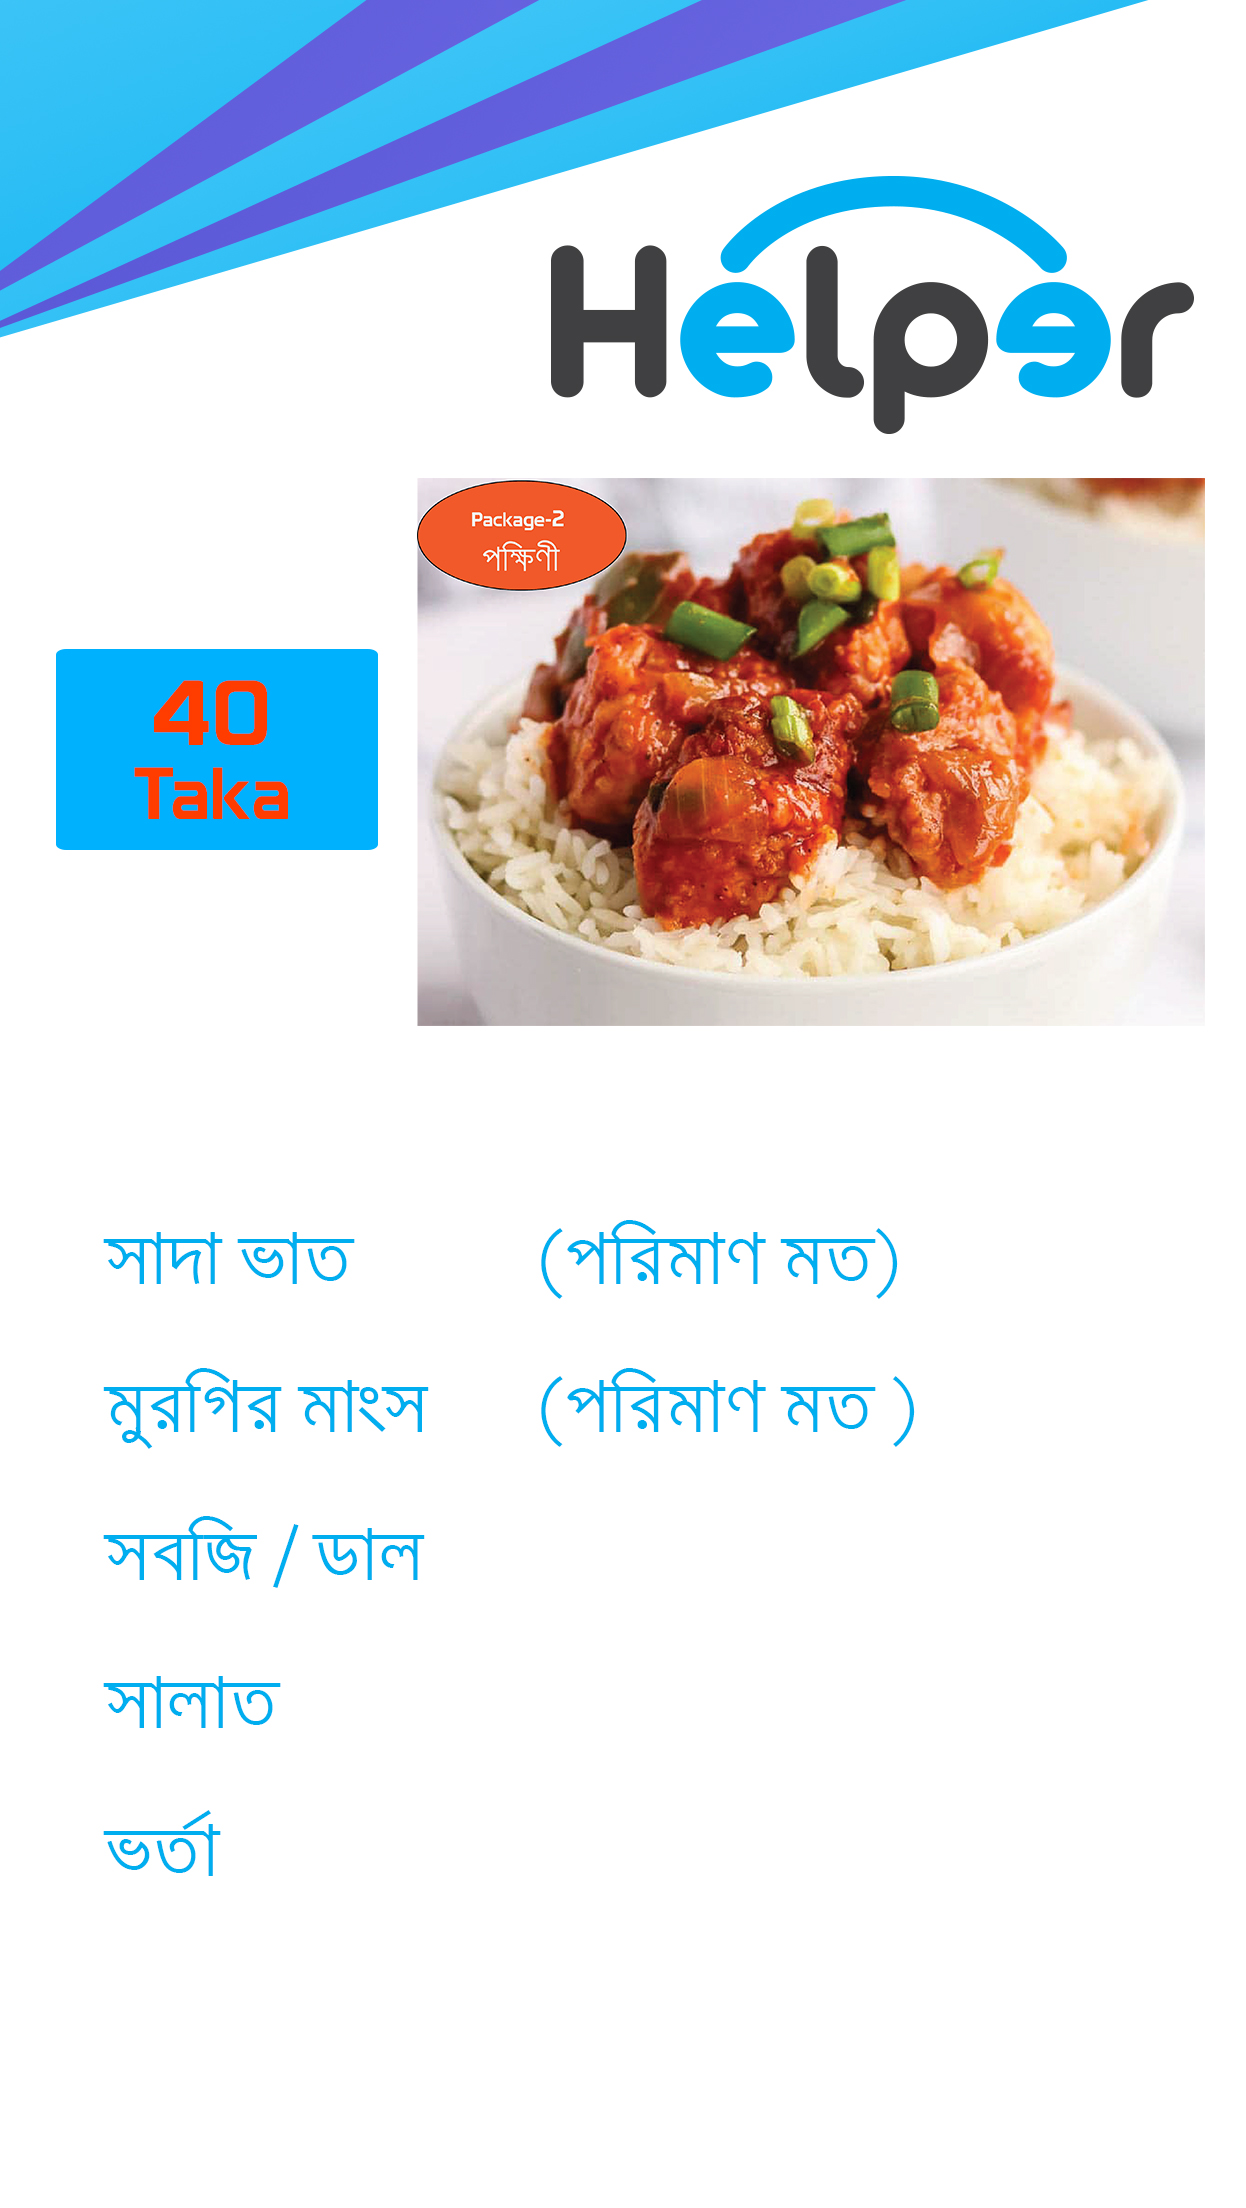 Helper
Package-2
পক্ষিণী
40
Taka
সাদা ভাত (পরিমাণ মত)
মুরগির মাংস (পরিমাণ মত )
সবজি / ডাল
সালাত
ভর্তা